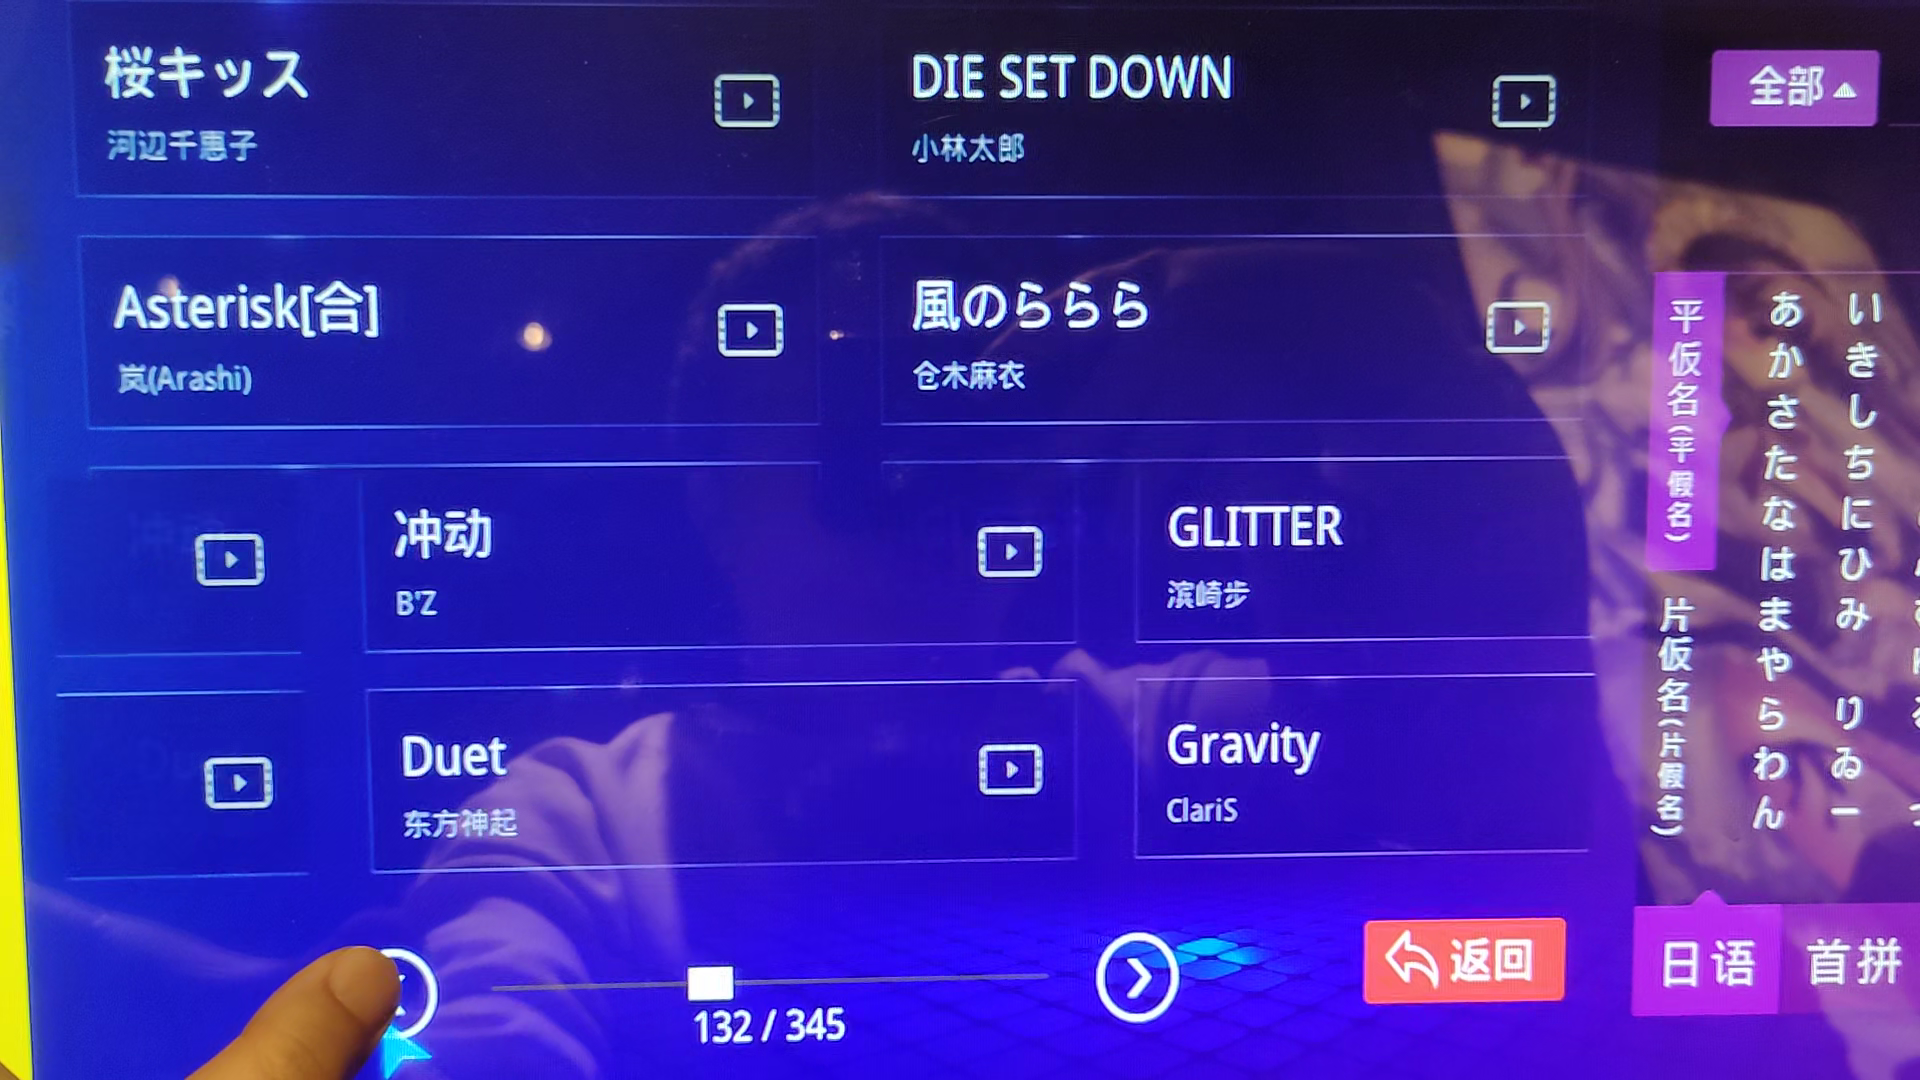 桜キッス
河辺千惠子
DIE SET DOWN
小林太郎
全部
Asterisk[合]
岚(Arashi)
風のららら
仓木麻衣
冲动
B'Z
GLITTER
滨崎步
Duet
东方神起
Gravity
ClariS
132 / 345
返回
平仮名(平假名)
片仮名(片假名)
あかさたなはまやらわん
いきしちにひみ りゐー
日语
首拼